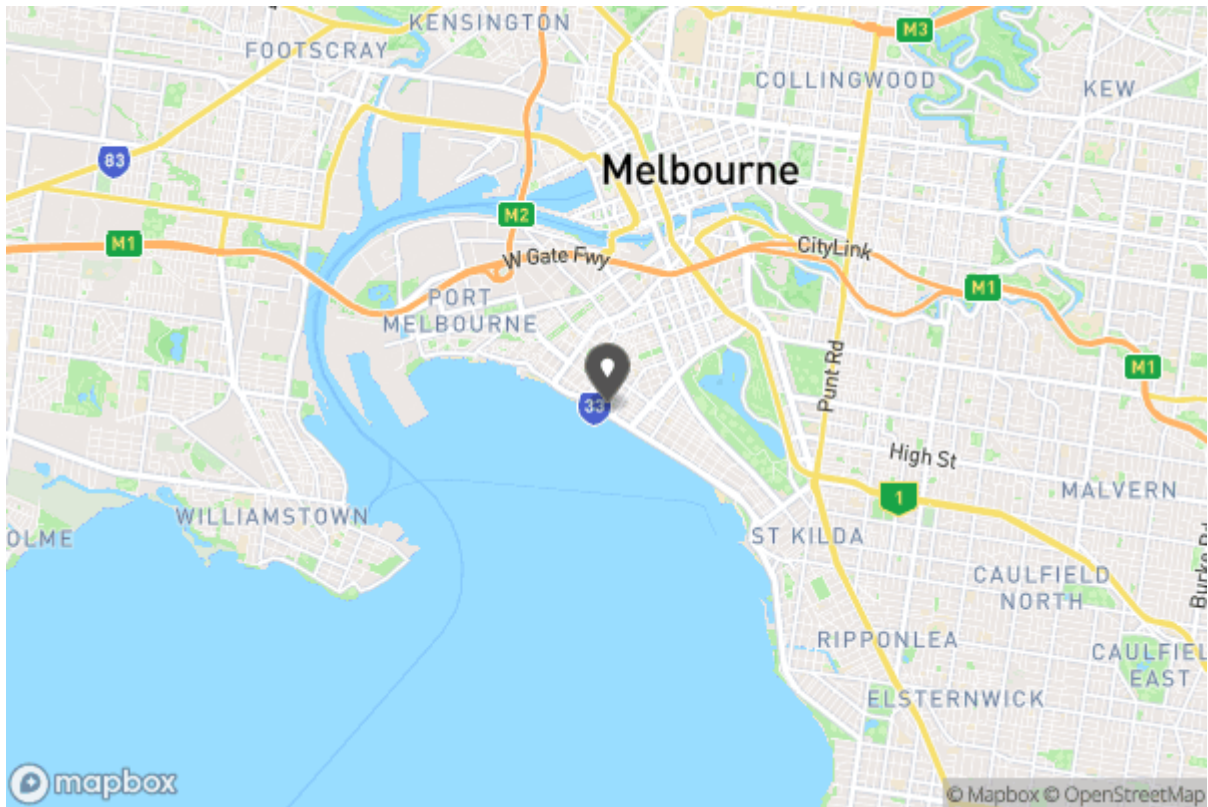 KENSINGTON
FOOTSCRAY
M3
COLLINGWOOD
KEW
83
Melbourne
M2
M1
CityLink
W Gate Fwy
M1
PORT
MELBOURNE
Punt Rd
M1
33
High St
MALVERN
1
WILLIAMSTOWN
OLME
ST KILDA
CAULFIELD
NORTH
Burke Rd
RIPPONLEA
CAULFIEL
EAST
ELSTERNWICK
mapbox
© Mapbox © OpenStreetMap